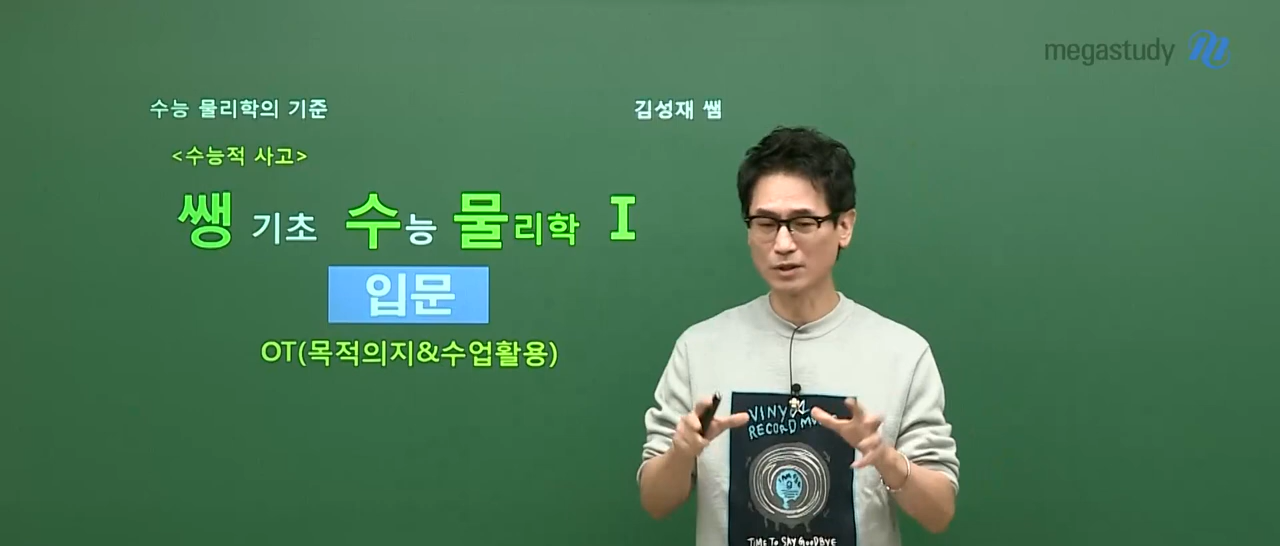 megastudy
수능 물리학의 기준
김성재 쌤
<수능적 사고>
쌩 기초 수능 물리학 I
입문
OT(목적의지&수업활용)
VINYL
RECORD
TIME TO SAY GOODBYE